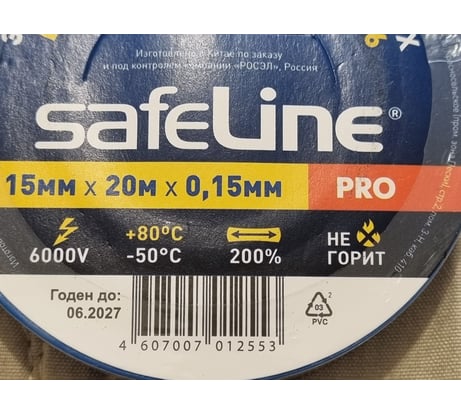 Изготовлено в Китае по заказу
и под контролем компании «РОСЭЛ», Россия
safeLine®
15мм x 20м x 0,15мм
PRO
6000V
+80°C
-50°C
200%
НЕ
ГОРИТ
Годен до:
06.2027
2
03
PVC
4 607007 012553